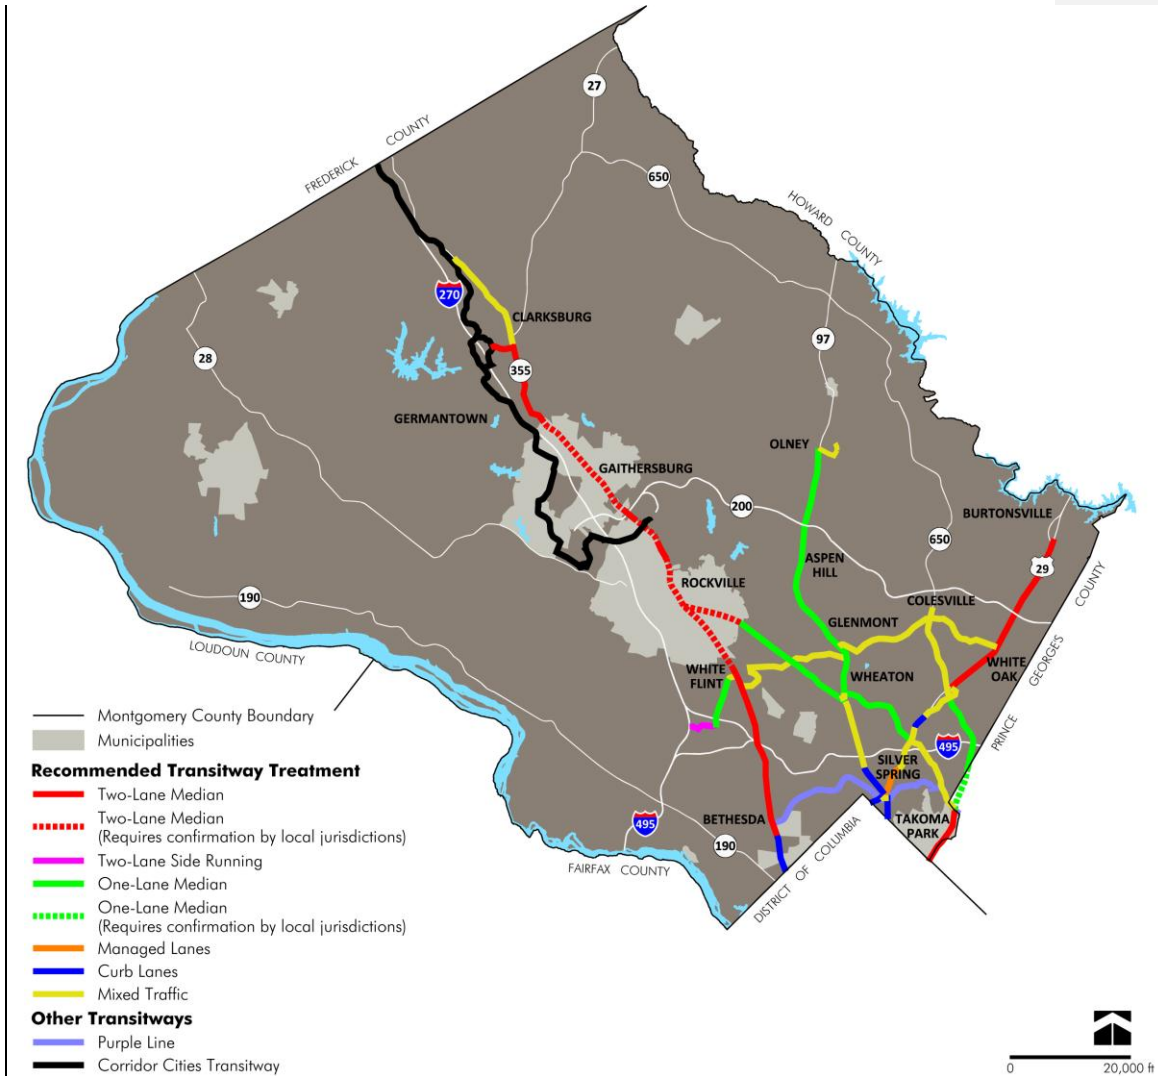 27
FREDERICK COUNTY
650
HOWARD COUNTY
270
CLARKSBURG
97
28
355
GERMANTOWN
OLNEY
GAITHERSBURG
200
BURTONSVILLE
650
29
ASPEN
HILL
ROCKVILLE
COLESVILLE
190
GLENMONT
LOUDOUN COUNTY
WHITE
FLINT
WHEATON
WHITE
OAK
PRINCE GEORGE'S COUNTY
495
SILVER
SPRING
BETHESDA
TAKOMA
PARK
495
190
FAIRFAX COUNTY
DISTRICT OF COLUMBIA
Montgomery County Boundary
Municipalities
Recommended Transitway Treatment
Two-Lane Median
Two-Lane Median
(Requires confirmation by local jurisdictions)
Two-Lane Side Running
One-Lane Median
One-Lane Median
(Requires confirmation by local jurisdictions)
Managed Lanes
Curb Lanes
Mixed Traffic
Other Transitways
Purple Line
Corridor Cities Transitway
0 20,000 ft